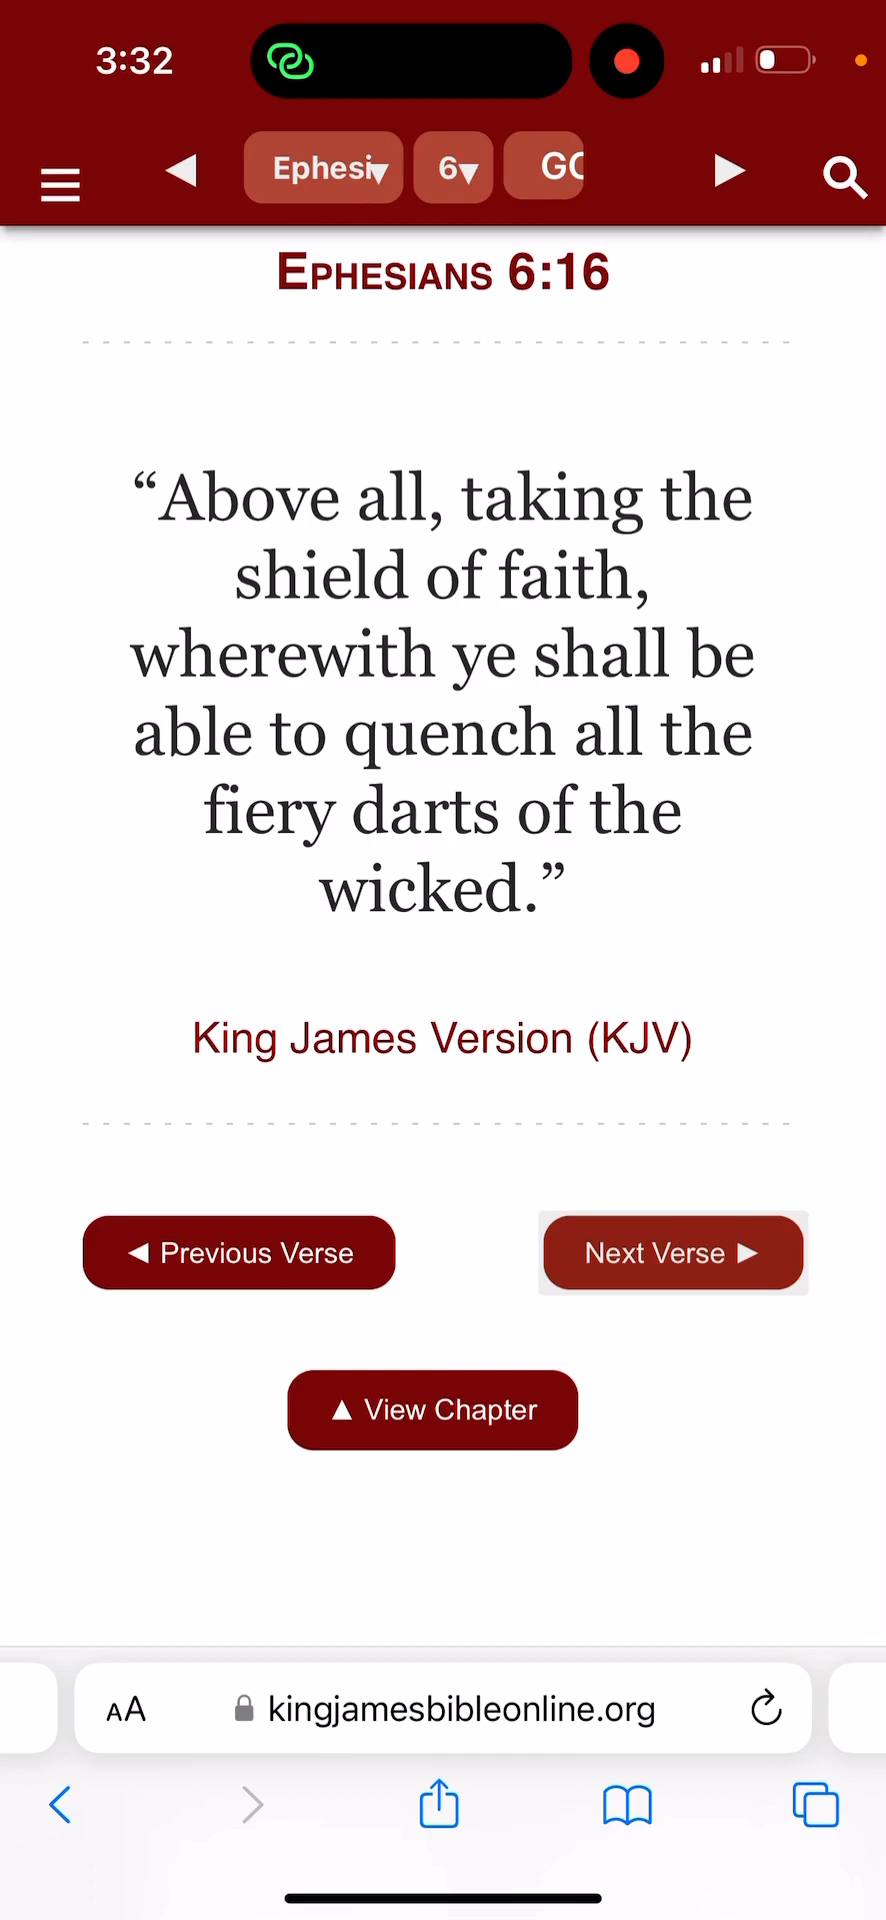 3:32
Ephesi 6 GO
EPHESIANS 6:16
“Above all, taking the
shield of faith,
wherewith ye shall be
able to quench all the
fiery darts of the
wicked.”
King James Version (KJV)
◄ Previous Verse Next Verse ►
▲ View Chapter
AA kingjamesbibleonline.org